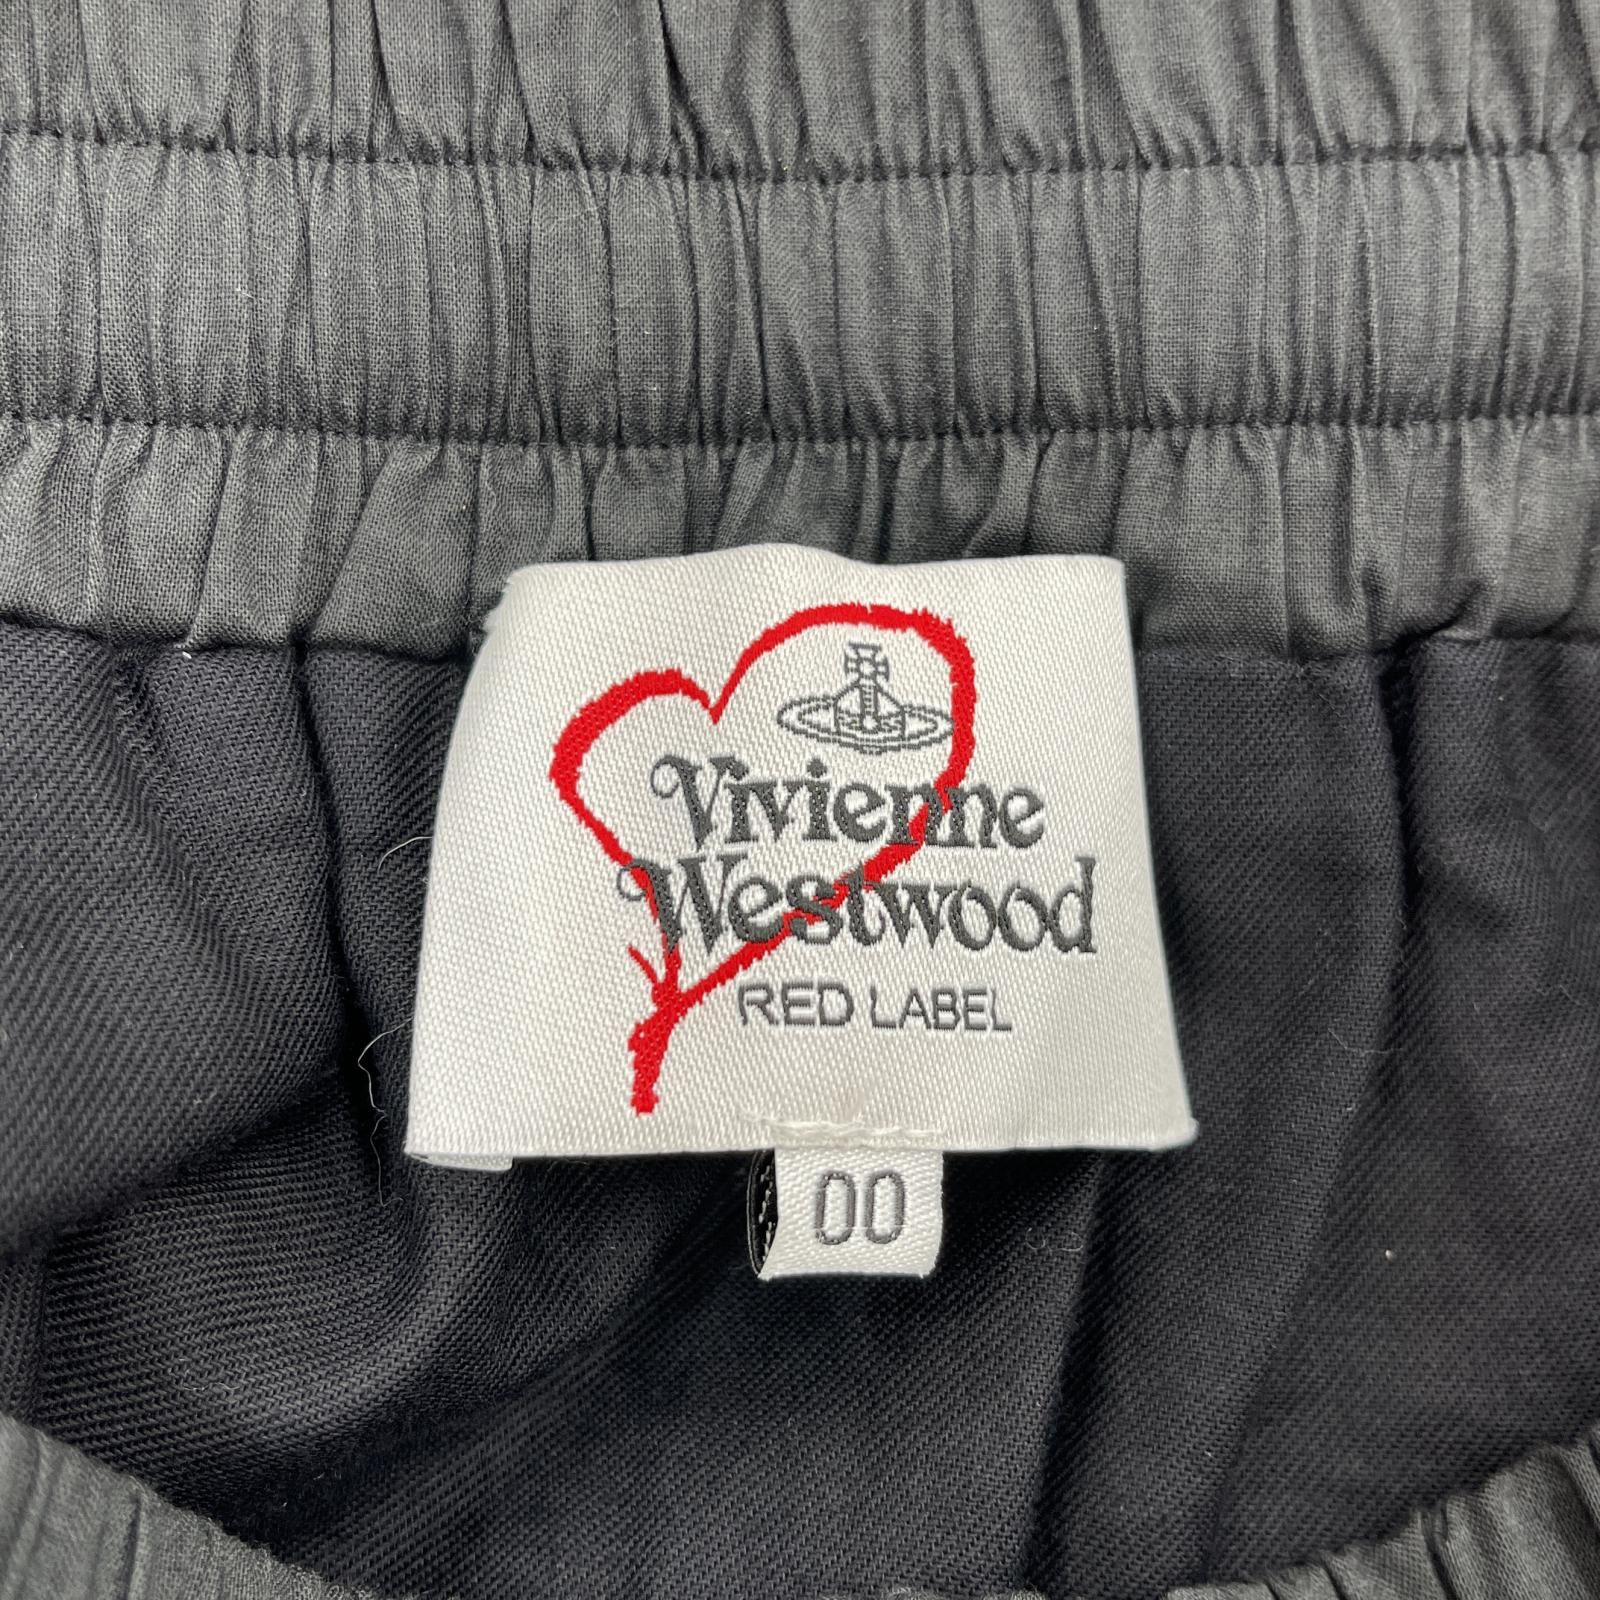 Vivienne
Westwood
RED LABEL
00